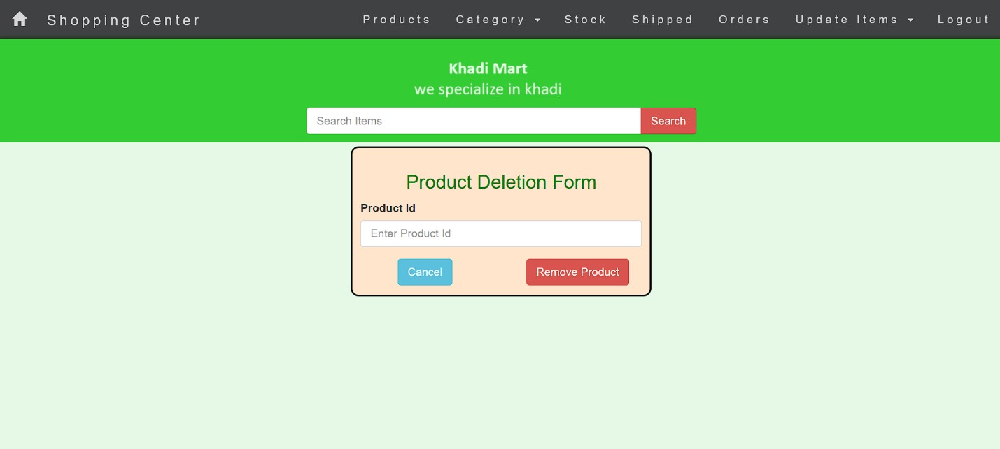 Shopping Center Products Category Stock Shipped Orders Update Items Logout
Khadi Mart
we specialize in khadi
Search Items Search
Product Deletion Form
Product Id
Enter Product Id
Cancel Remove Product